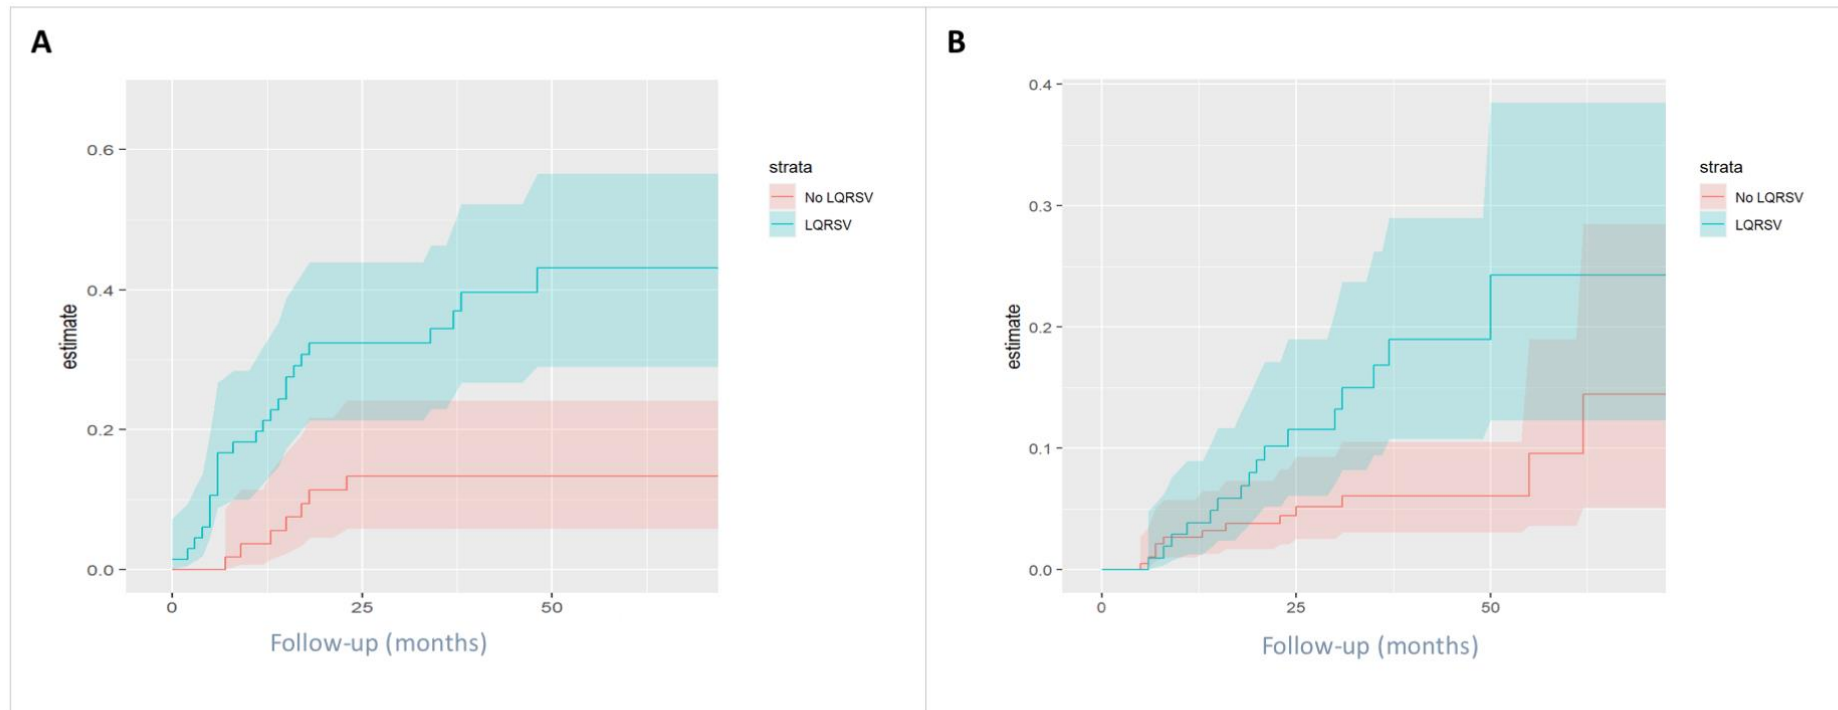 A
0.6
0.4
0.2
0.0
estimate
0
25
50
Follow-up (months)
strata
No LQRSV
LQRSV
B
0.4
0.3
0.2
0.1
0.0
estimate
0
25
50
Follow-up (months)
strata
No LQRSV
LQRSV